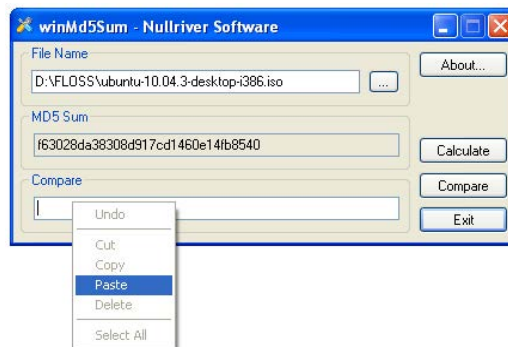 winMd5Sum - Nullriver Software
File Name
D:\FLOSS\ubuntu-10.04.3-desktop-i386.iso
...
About...
MD5 Sum
f63028da38308d917cd1460e14fb8540
Calculate
Compare
Compare
Exit
Undo
Cut
Copy
Paste
Delete
Select All